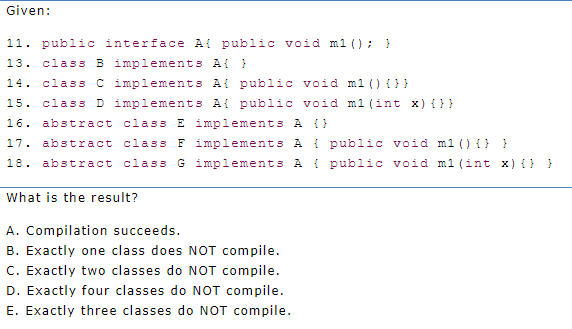 Given:
11. public interface A{ public void m1(); }
13. class B implements A{ }
14. class C implements A{ public void m1(){}}
15. class D implements A{ public void m1(int x){}}
16. abstract class E implements A {}
17. abstract class F implements A { public void m1(){} }
18. abstract class G implements A { public void m1(int x){} }
What is the result?
A. Compilation succeeds.
B. Exactly one class does NOT compile.
C. Exactly two classes do NOT compile.
D. Exactly four classes do NOT compile.
E. Exactly three classes do NOT compile.